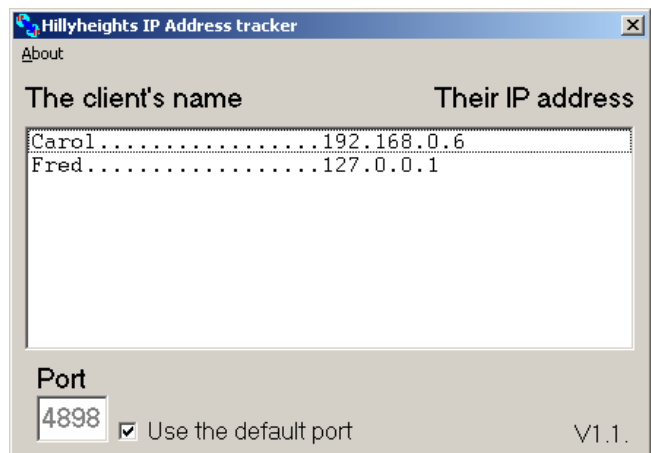 Hillyheights IP Address tracker
About
The client's name Their IP address
Carol.................192.168.0.6
Fred..................127.0.0.1
Port
4898 Use the default port V1.1.